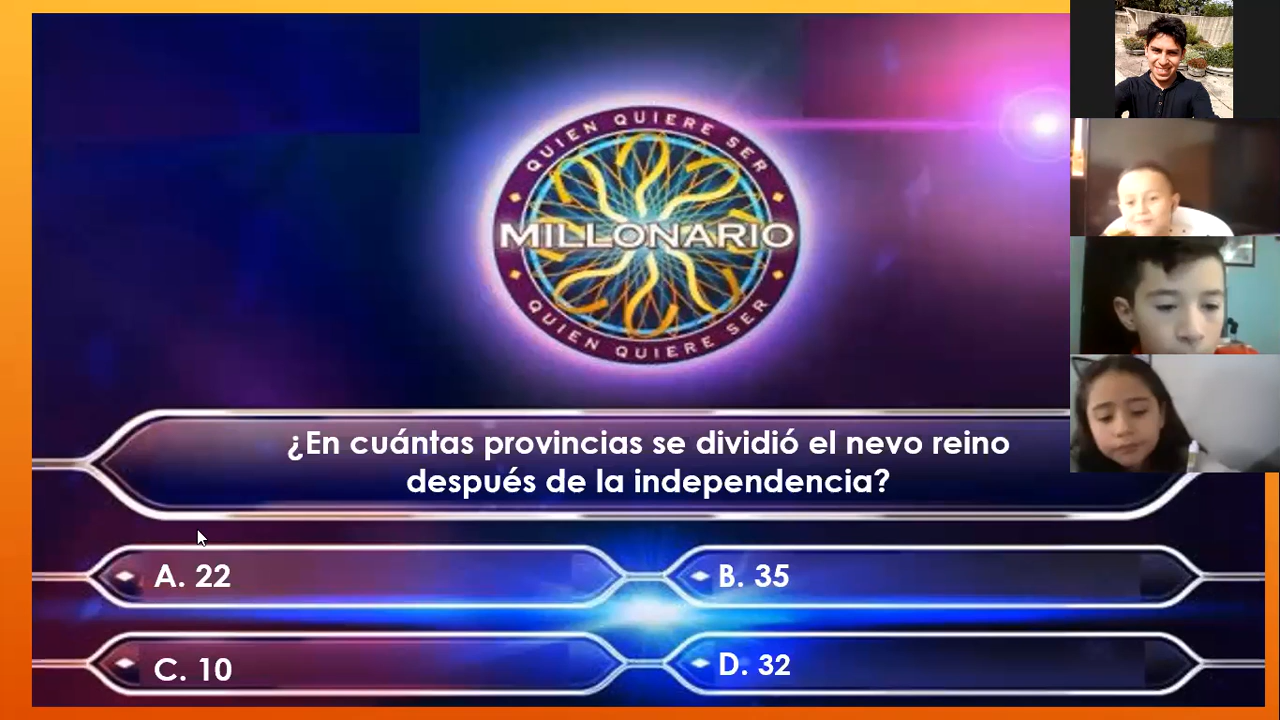 QUIEN QUIERE SER
MILLONARIO
QUIEN QUIERE SER
¿En cuántas provincias se dividió el nevo reino
después de la independencia?
A. 22
B. 35
C. 10
D. 32